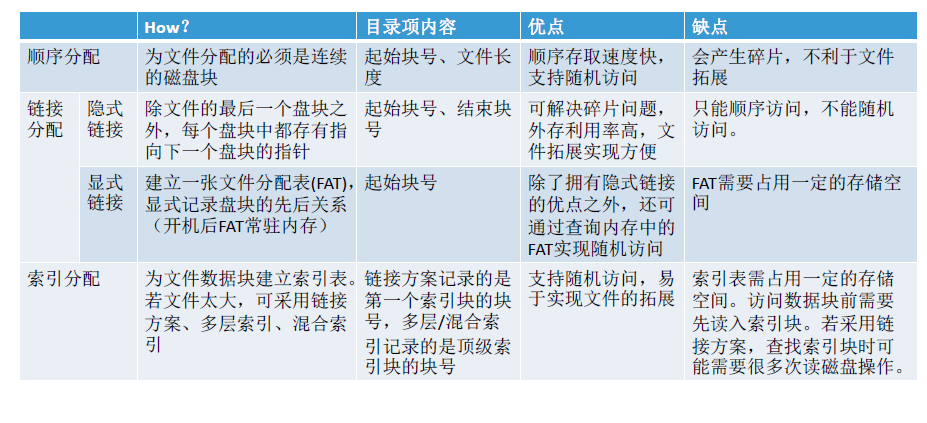 How?
目录项内容
优点
缺点
顺序分配
为文件分配的必须是连续
的磁盘块
起始块号、文件长
度
顺序存取速度快，
支持随机访问
会产生碎片，不利于文件
拓展
链接
分配
隐式
链接
除文件的最后一个盘块之
外，每个盘块中都存有指
向下一个盘块的指针
起始块号、结束块
号
可解决碎片问题，
外存利用率高，文
件拓展实现方便
只能顺序访问，不能随机
访问。
显式
链接
建立一张文件分配表(FAT)，
显式记录盘块的先后关系
（开机后FAT常驻内存）
起始块号
除了拥有隐式链接
的优点之外，还可
通过查询内存中的
FAT实现随机访问
FAT需要占用一定的存储空
间
索引分配
为文件数据块建立索引表。
若文件太大，可采用链接
方案、多层索引、混合索
引
链接方案记录的是
第一个索引块的块
号，多层/混合索
引记录的是顶级索
引块的块号
支持随机访问，易
于实现文件的拓展
索引表需占用一定的存储
空间。访问数据块前需要
先读入索引块。若采用链
接方案，查找索引块时可
能需要很多次读磁盘操作。